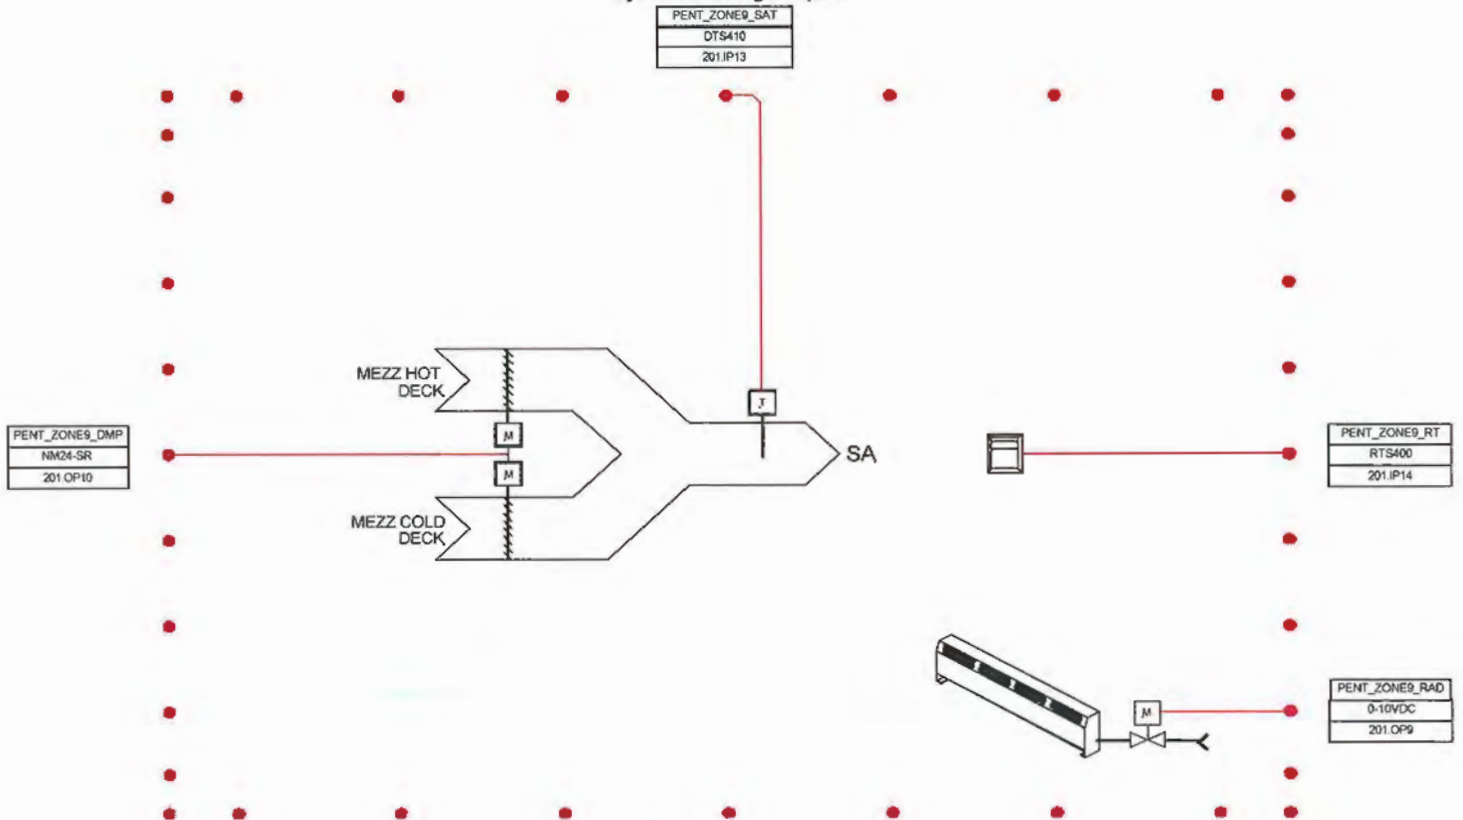 PENT_ZONE9_SAT
DTS410
201.IP13
MEZZ HOT
DECK
M
M
MEZZ COLD
DECK
T
SA
PENT_ZONE9_DMP
NM24-SR
201.OP10
PENT_ZONE9_RT
RTS400
201.IP14
M
PENT_ZONE9_RAD
0-10VDC
201.OP9